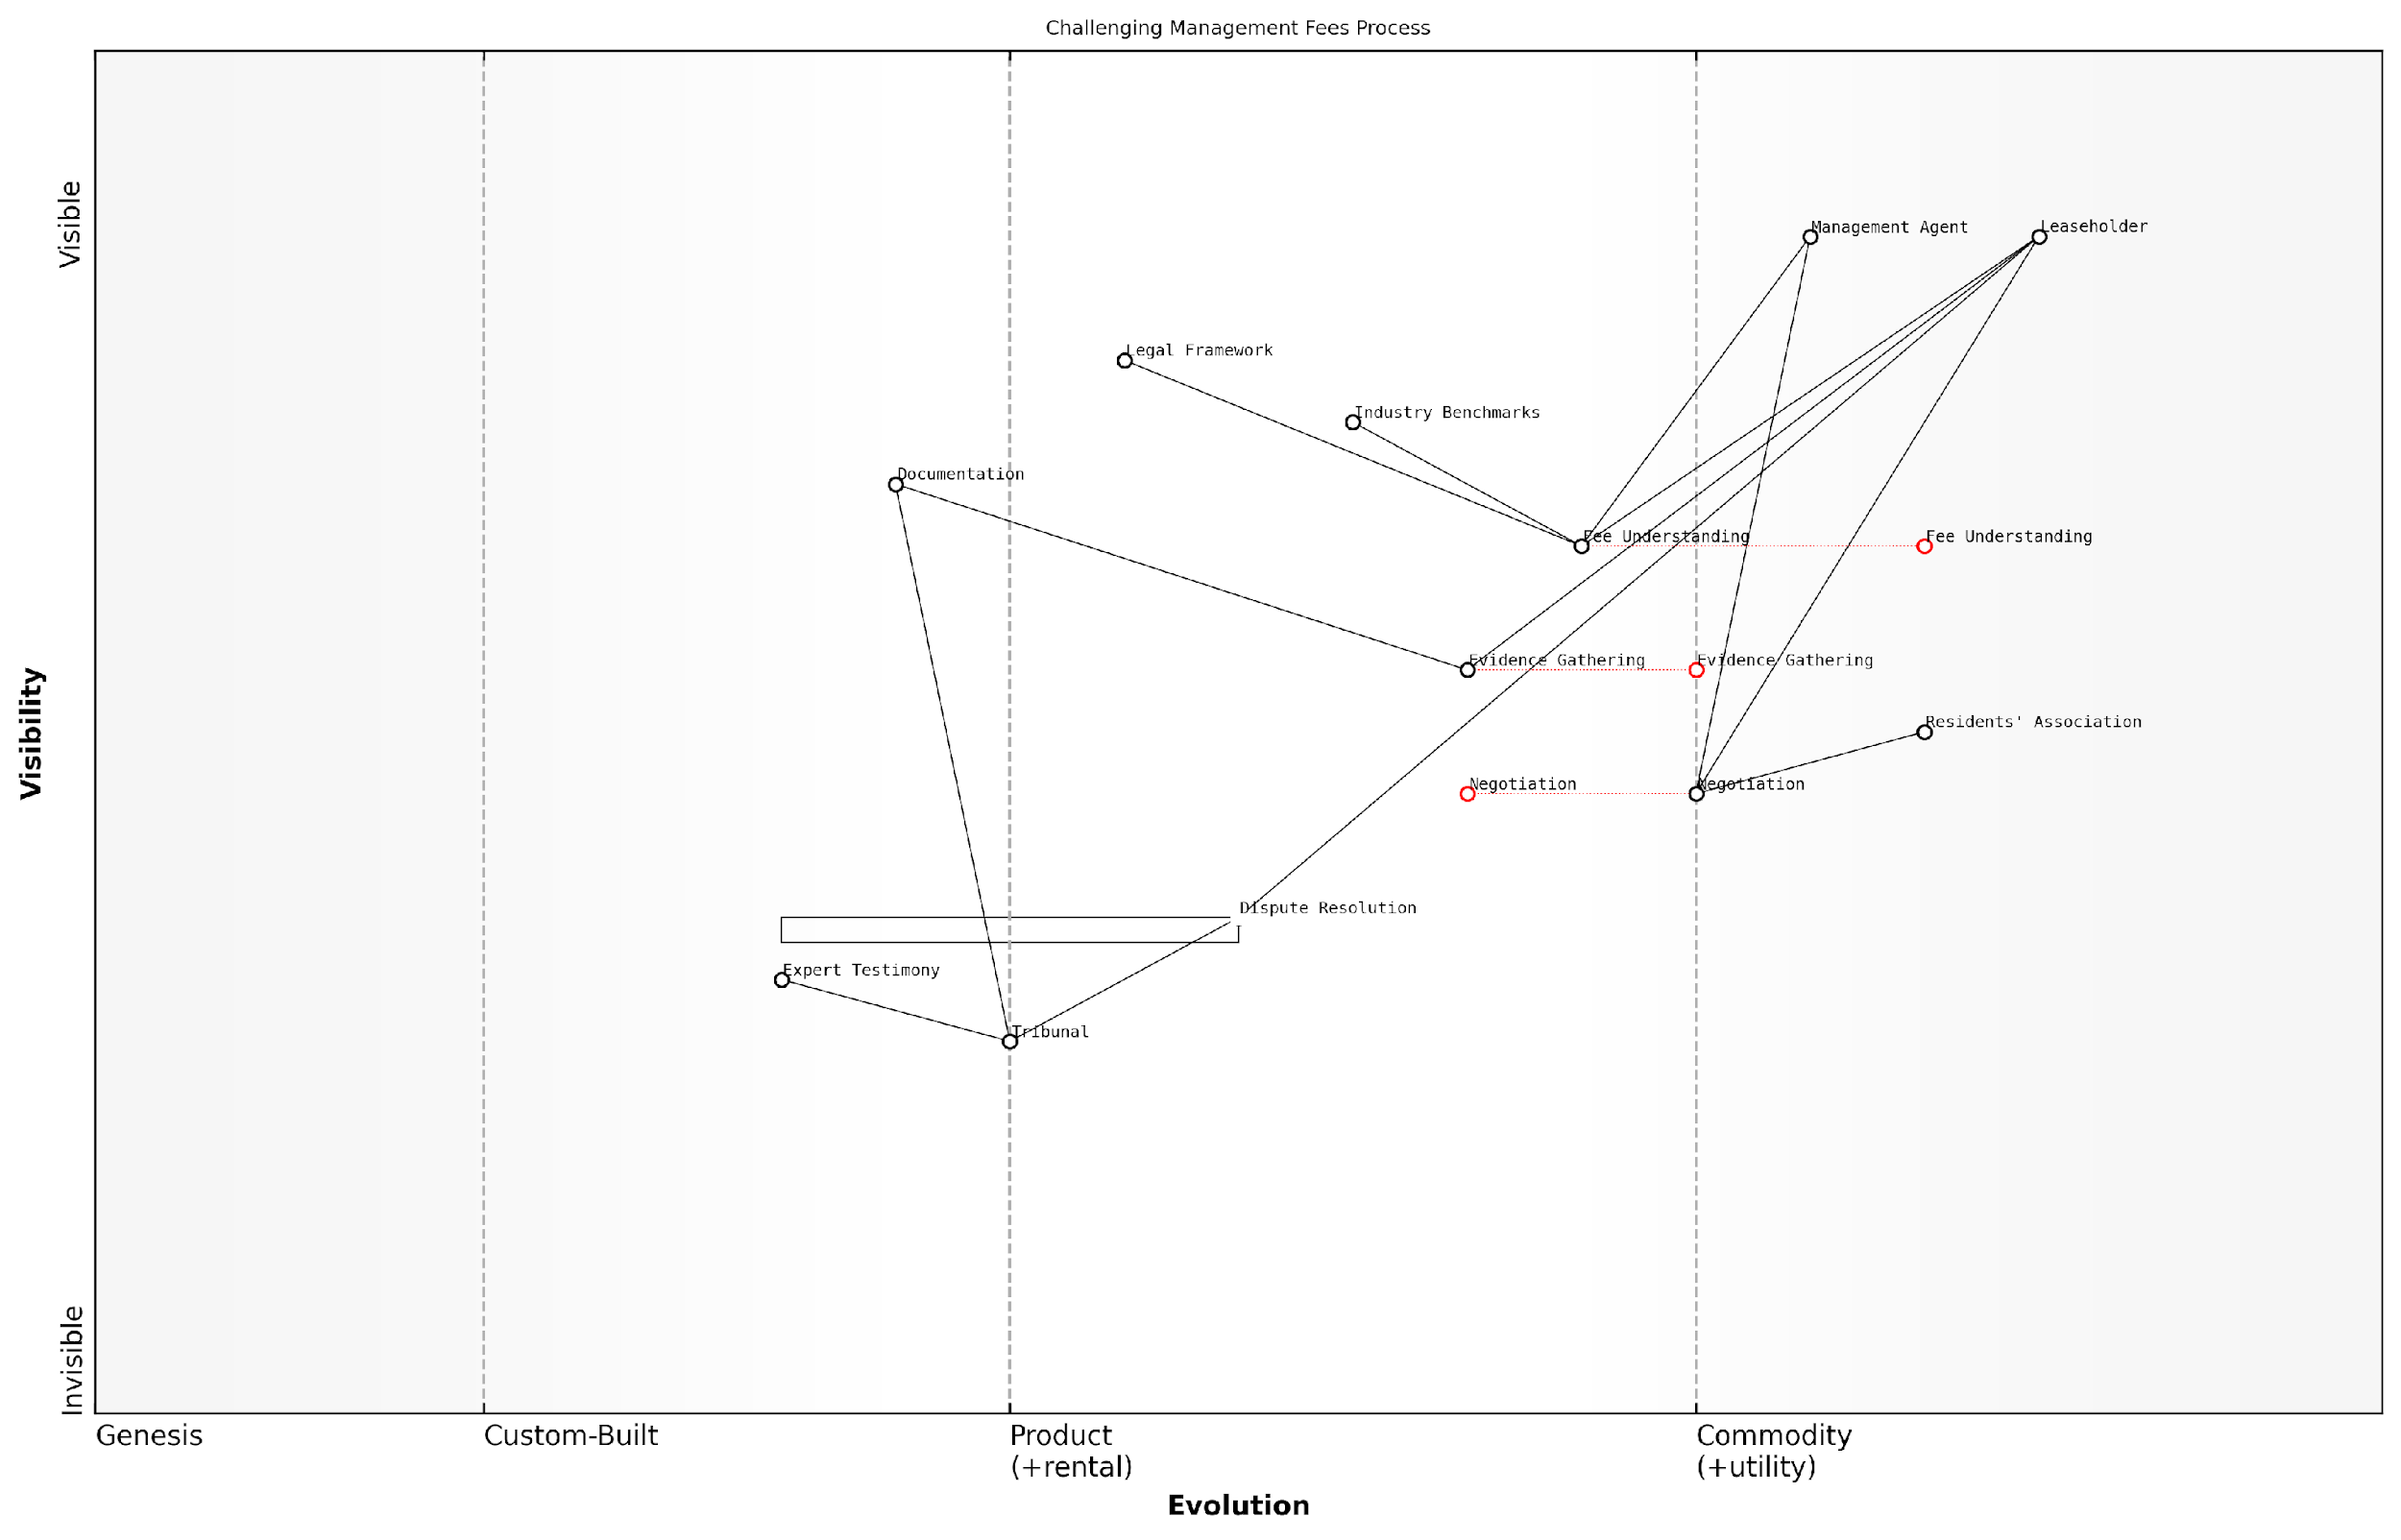 Challenging Management Fees Process
Visible
Management Agent
Leaseholder
Legal Framework
Industry Benchmarks
Documentation
Fee Understanding
Fee Understanding
Evidence Gathering
Evidence Gathering
Residents' Association
Negotiation
Negotiation
Visibility
Dispute Resolution
Expert Testimony
Tribunal
Invisible
Genesis
Custom-Built
Product
(+rental)
Commodity
(+utility)
Evolution